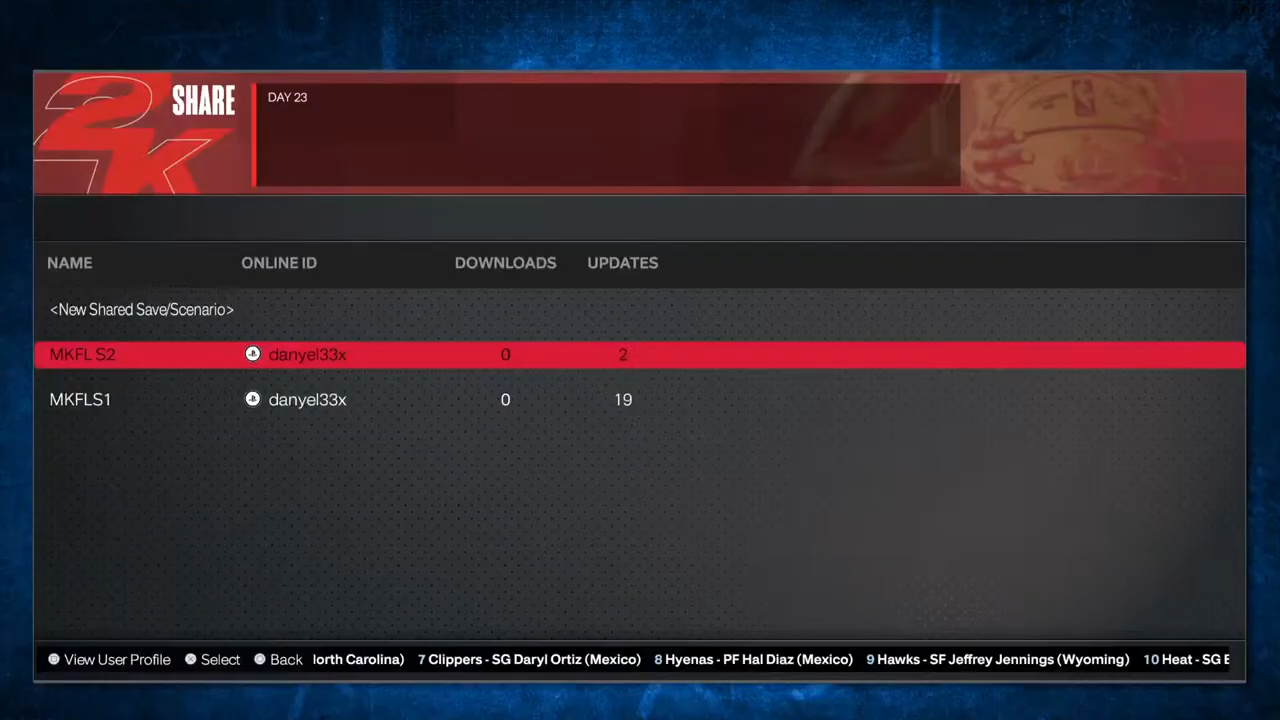 2K
SHARE
DAY 23
NAME ONLINE ID DOWNLOADS UPDATES
<New Shared Save/Scenario>
MKFL S2 danyel33x 0 2
MKFLS1 danyel33x 0 19
View User Profile Select Back lorth Carolina) 7 Clippers - SG Daryl Ortiz (Mexico) 8 Hyenas - PF Hal Diaz (Mexico) 9 Hawks - SF Jeffrey Jennings (Wyoming) 10 Heat - SG